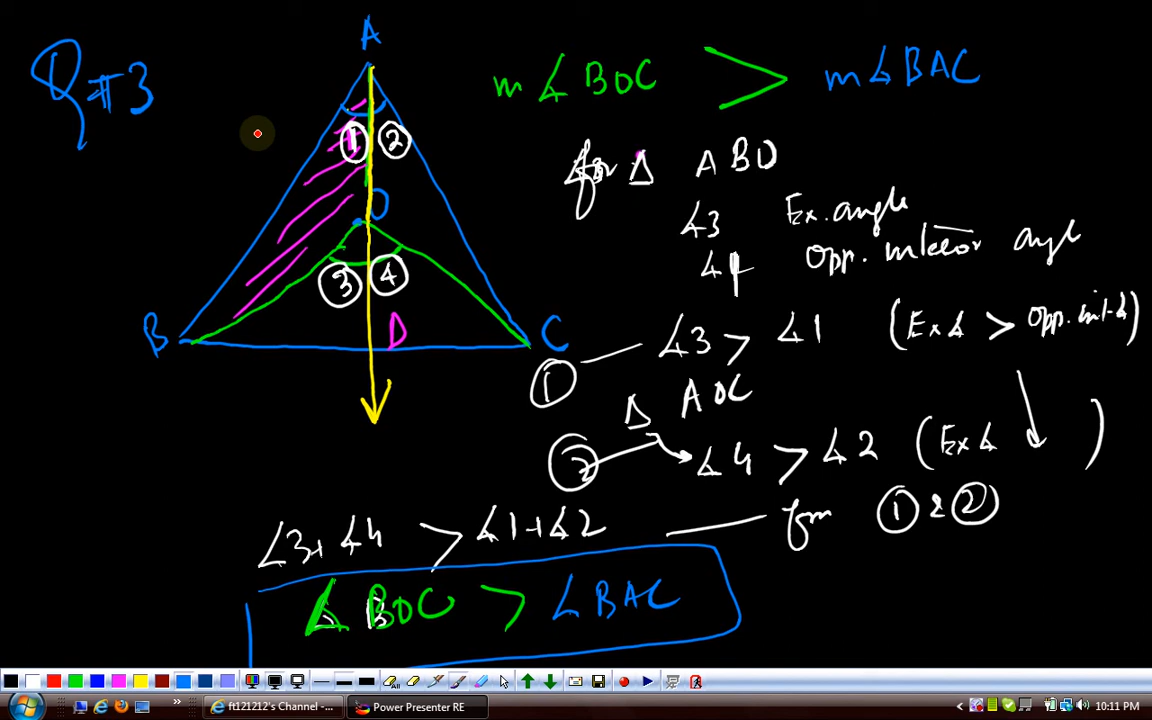 Q #3
A
m∡BOC > m∡BAC
① ②
for Δ ABO
O
∡3 Ex. angle
∡1 Opp. interior angle
③ ④
B D C
① — ∡3 > ∡1 (Ex ∡ > Opp. int. ∡)
Δ AOC
② ∡4 > ∡2 (Ex ∡ )
∠3+∡4 > ∡1+∡2 — from ① & ②
∡BOC > ∠BAC
ft121212's Channel - ...
Power Presenter RE
10:11 PM